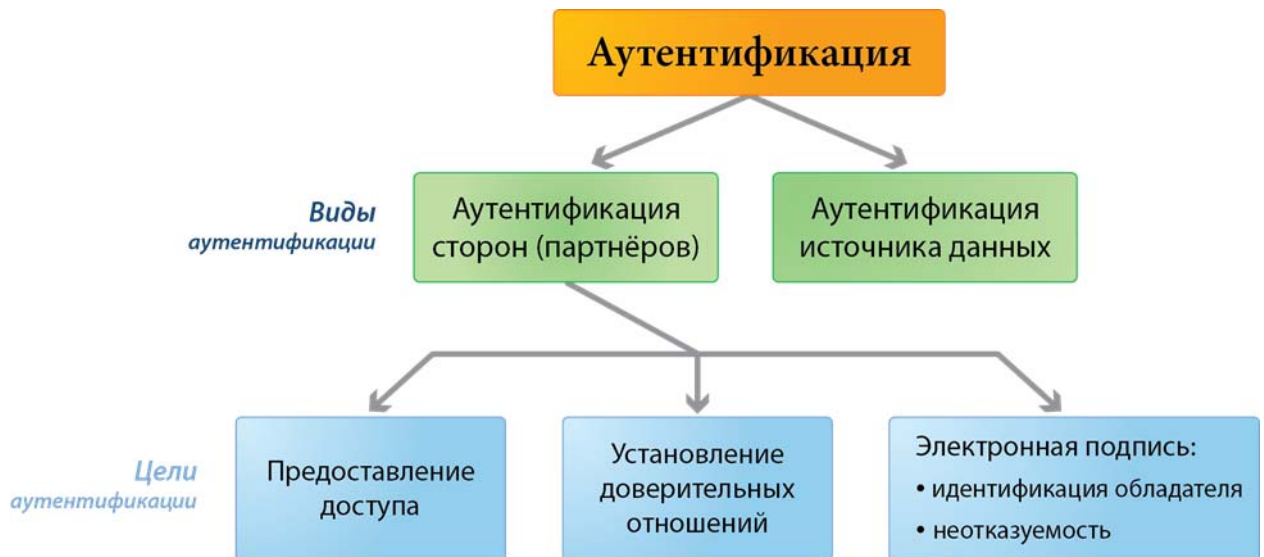 Аутентификация
Виды
аутентификации
Аутентификация
сторон (партнёров)
Аутентификация
источника данных
Цели
аутентификации
Предоставление
доступа
Установление
доверительных
отношений
Электронная подпись:
• идентификация обладателя
• неотказуемость